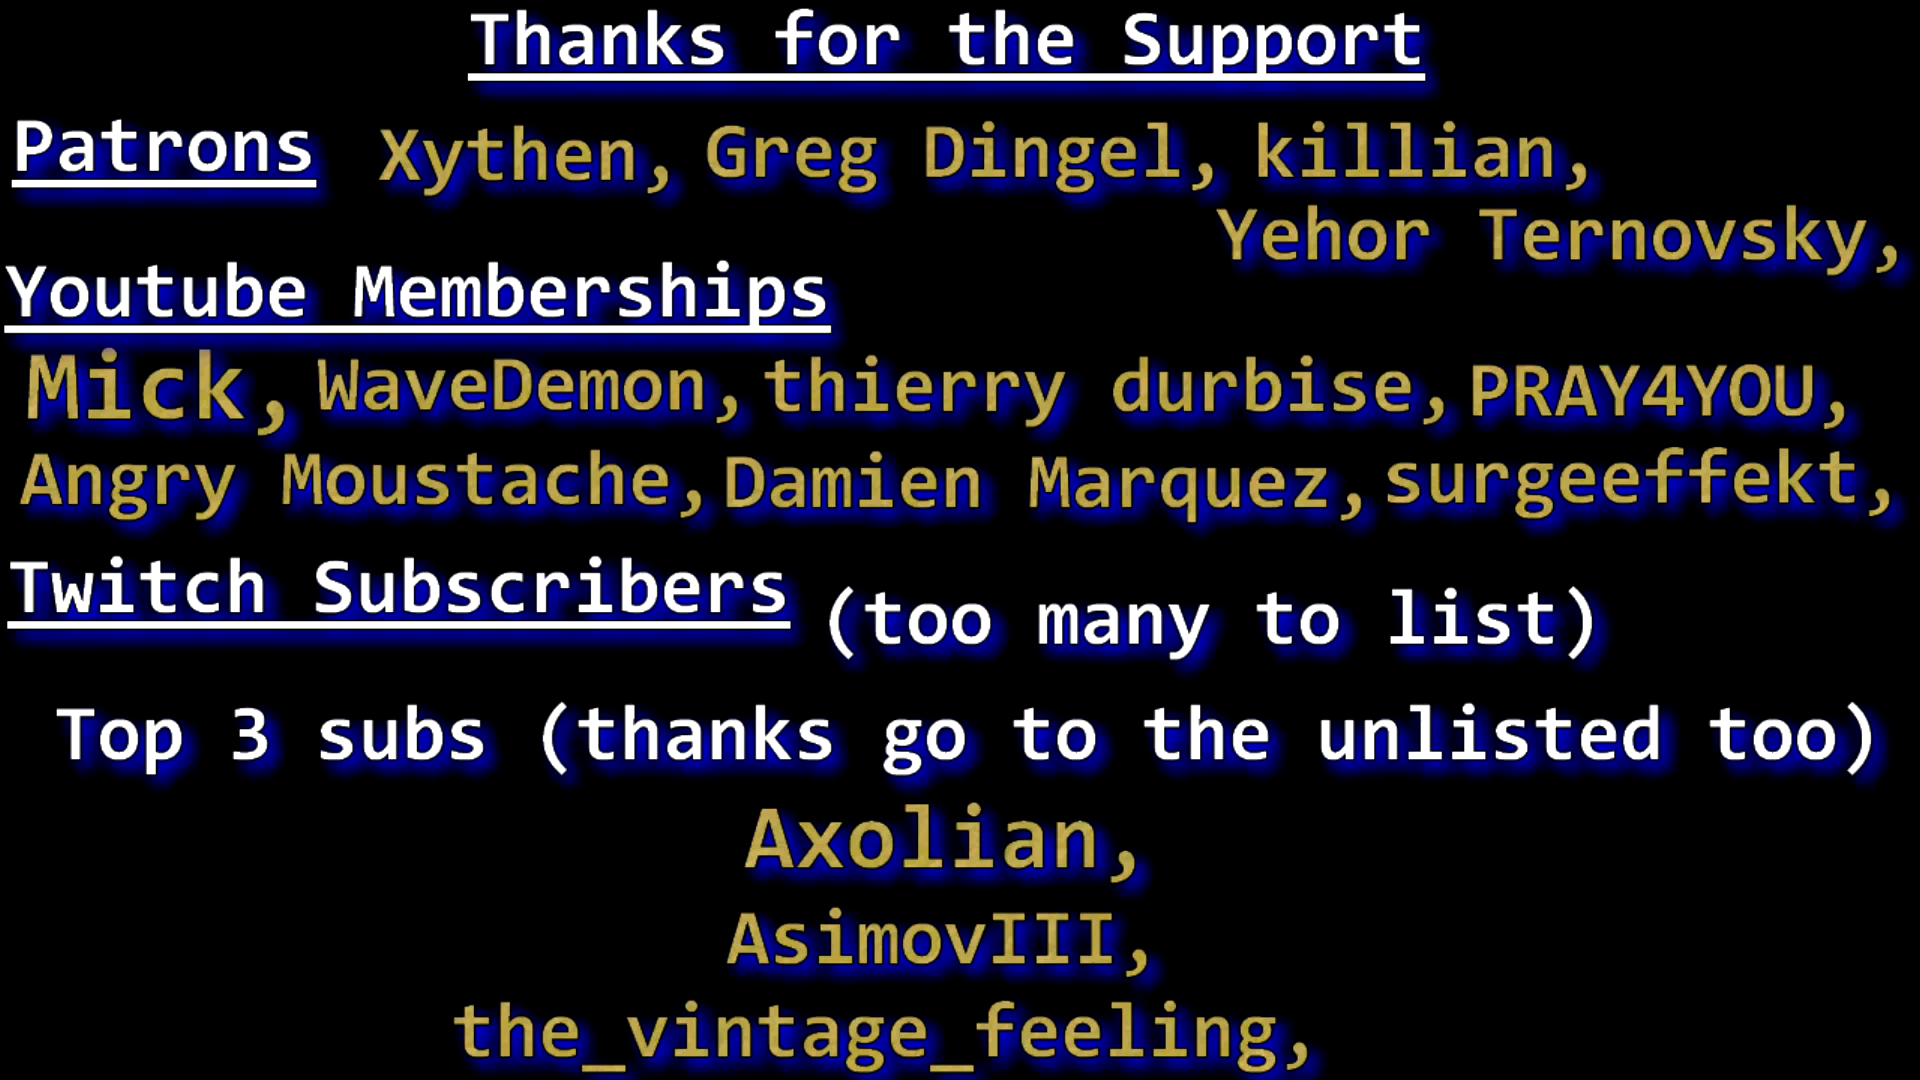 Thanks for the Support
Patrons Xythen, Greg Dingel, killian,
Yehor Ternovsky,
Youtube Memberships
Mick, WaveDemon, thierry durbise, PRAY4YOU,
Angry Moustache, Damien Marquez, surgeeffekt,
Twitch Subscribers (too many to list)
Top 3 subs (thanks go to the unlisted too)
Axolian,
AsimovIII,
the_vintage_feeling,